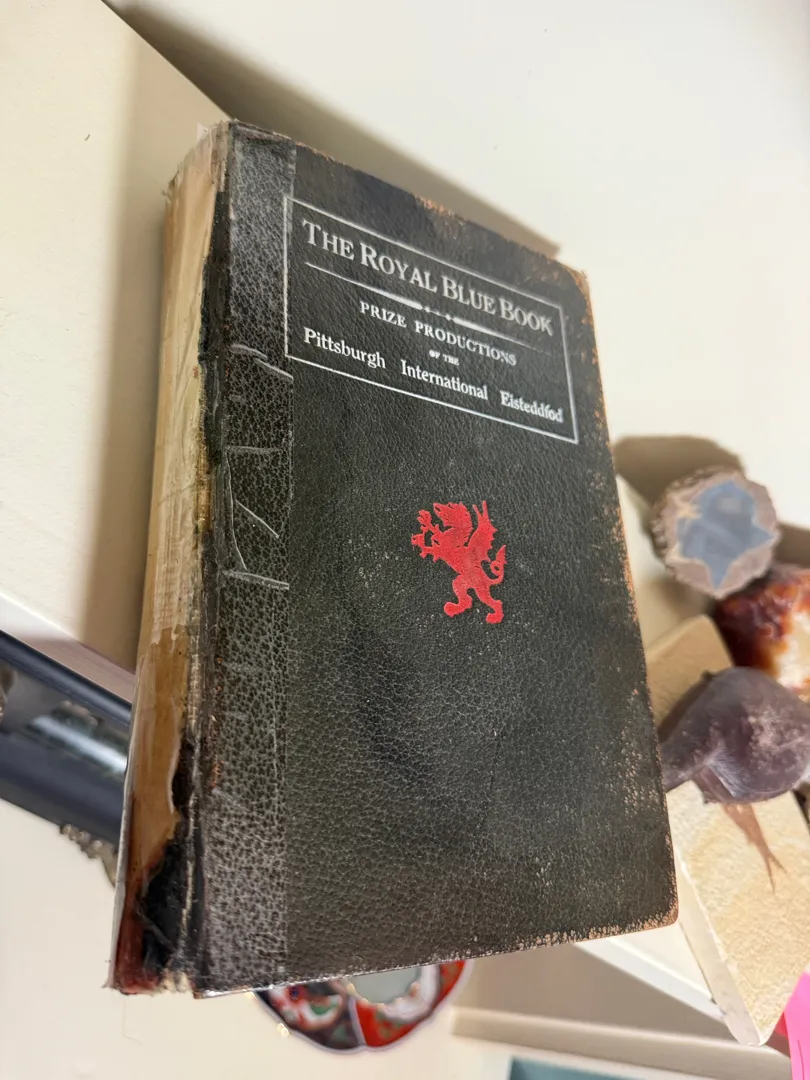 THE ROYAL BLUE BOOK
PRIZE PRODUCTIONS
OF THE
Pittsburgh International Eisteddfod